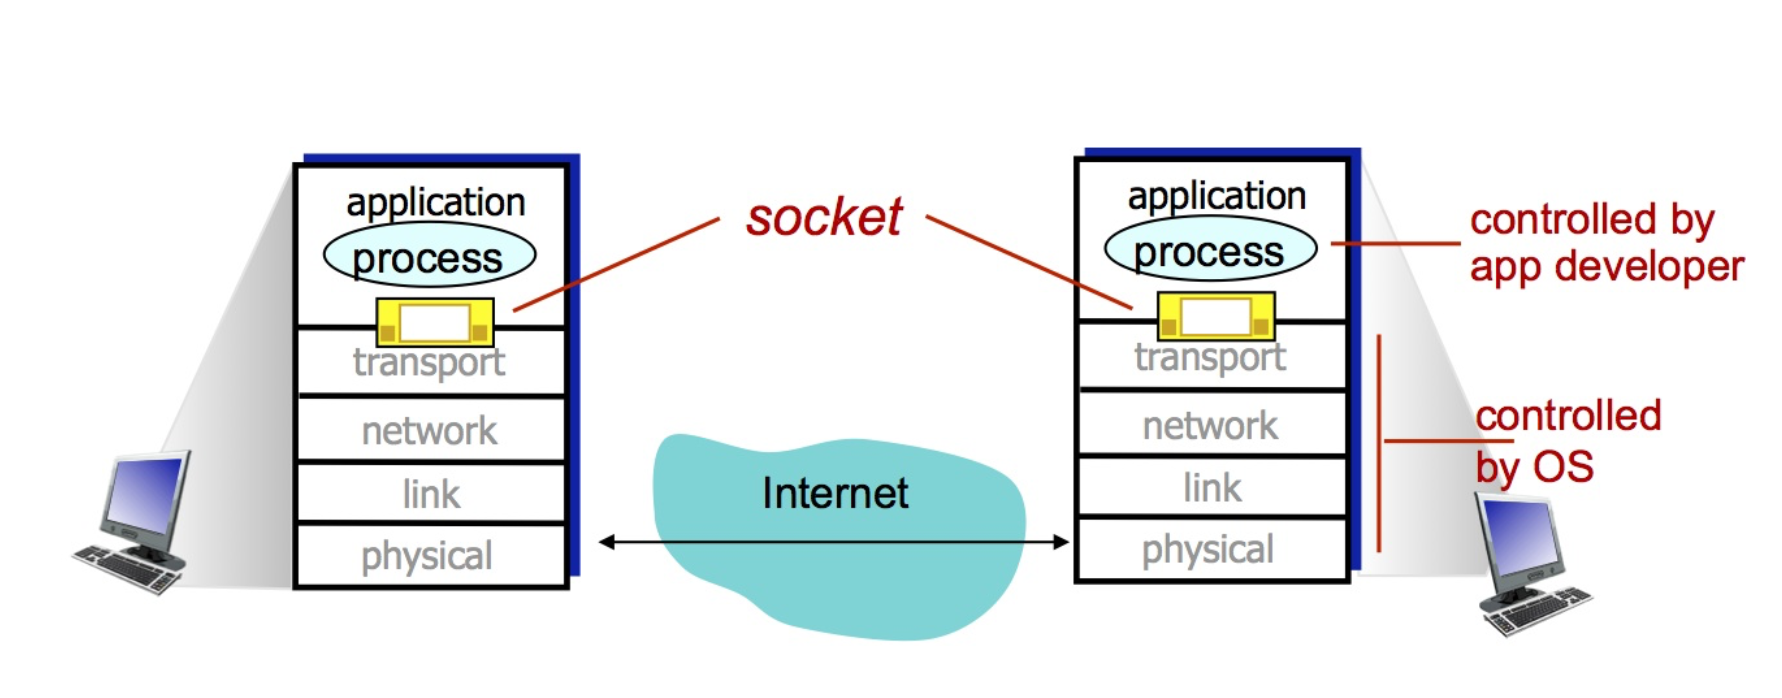 application
process
transport
network
link
physical
socket
Internet
application
process
transport
network
link
physical
controlled by
app developer
controlled
by OS